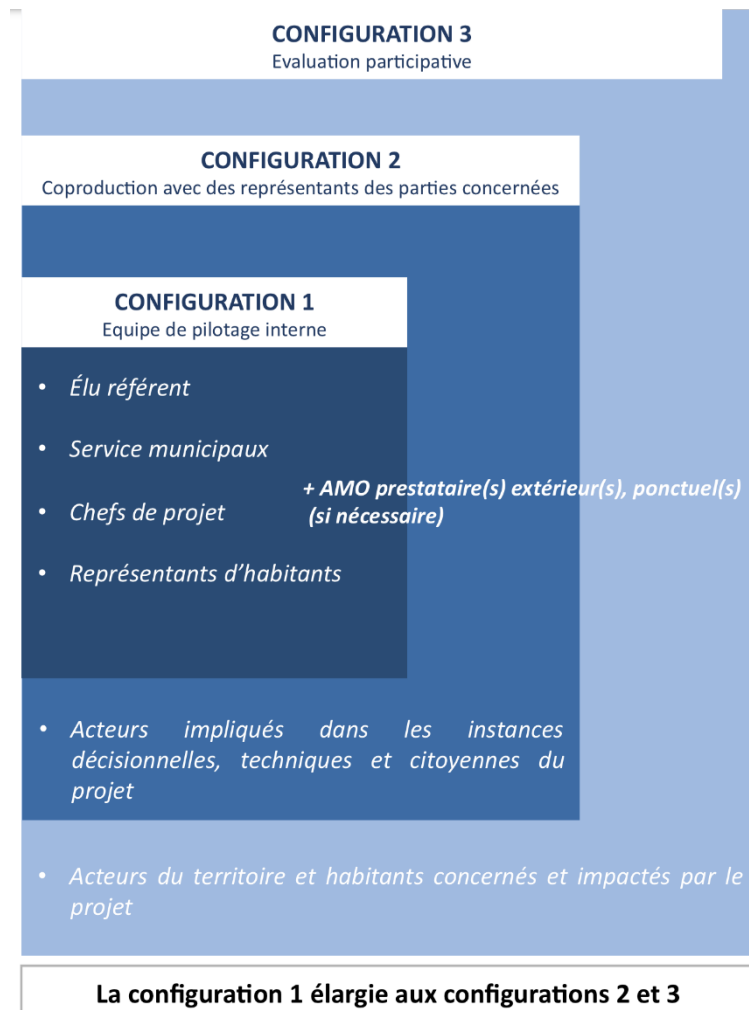 CONFIGURATION 3
Evaluation participative
CONFIGURATION 2
Coproduction avec des représentants des parties concernées
CONFIGURATION 1
Equipe de pilotage interne
• Élu référent
• Service municipaux
• Chefs de projet
• Représentants d'habitants
+ AMO prestataire(s) extérieur(s), ponctuel(s)
(si nécessaire)
• Acteurs impliqués dans les instances
décisionnelles, techniques et citoyennes du
projet
• Acteurs du territoire et habitants concernés et impactés par le
projet
La configuration 1 élargie aux configurations 2 et 3